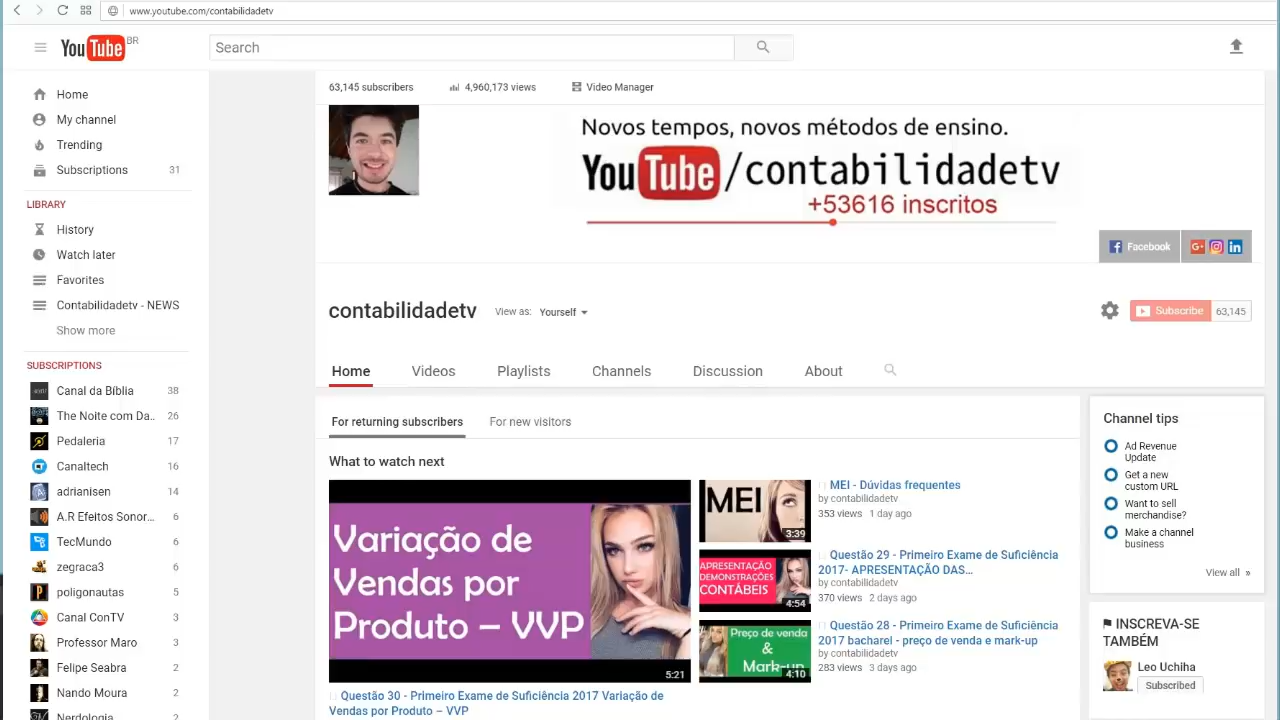 www.youtube.com/contabilidadetv
YouTube BR
Search
Home
My channel
Trending
Subscriptions 31
LIBRARY
History
Watch later
Favorites
Contabilidadetv - NEWS
Show more
SUBSCRIPTIONS
Canal da Bíblia 38
The Noite com Da.. 26
Pedaleria 17
Canaltech 16
adrianisen 14
A.R Efeitos Sonor... 6
TecMundo 6
zegraca3 6
pipocanautas 5
Canal ConTV 3
Professor Maro 3
Felipe Seabra 2
Nando Moura 2
Nerdologia
63,145 subscribers
4,960,173 views
Video Manager
Novos tempos, novos métodos de ensino.
YouTube/contabilidadetv
+53616 inscritos
Facebook
contabilidadetv
View as: Yourself
Subscribe 63,145
Home Videos Playlists Channels Discussion About
For returning subscribers For new visitors
What to watch next
Variação de
Vendas por
Produto – VVP
5:21
Questão 30 - Primeiro Exame de Suficiência 2017 Variação de
Vendas por Produto – VVP
MEI
3:39
MEI - Dúvidas frequentes
by contabilidadetv
353 views 1 day ago
APRESENTAÇÃO
DEMONSTRAÇÕES
CONTÁBEIS
4:54
Questão 29 - Primeiro Exame de Suficiência
2017- APRESENTAÇÃO DAS...
by contabilidadetv
370 views 2 days ago
Preço de venda
&
Mark-up
4:10
Questão 28 - Primeiro Exame de Suficiência
2017 bacharel - preço de venda e mark-up
by contabilidadetv
283 views 3 days ago
Channel tips
Ad Revenue
Update
Get a new
custom URL
Want to sell
merchandise?
Make a channel
business
View all »
INSCREVA-SE
TAMBÉM
Leo Uchiha
Subscribed